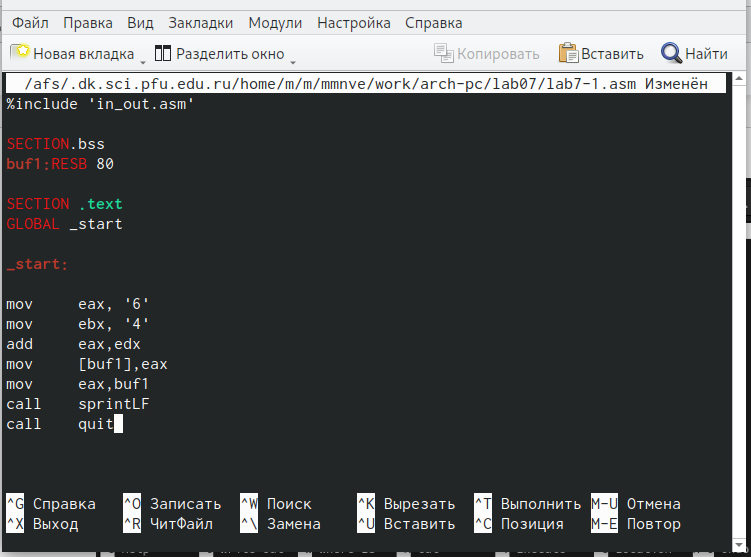 Файл Правка Вид Закладки Модули Настройка Справка
Новая вкладка Разделить окно Копировать Вставить Найти
/afs/.dk.sci.pfu.edu.ru/home/m/m/mmnve/work/arch-pc/lab07/lab7-1.asm Изменён
%include 'in_out.asm'
SECTION.bss
buf1:RESB 80
SECTION .text
GLOBAL _start
_start:
mov eax, '6'
mov ebx, '4'
add eax,edx
mov [buf1],eax
mov eax,buf1
call sprintLF
call quit
^G Справка ^O Записать ^W Поиск ^K Вырезать ^T Выполнить M-U Отмена
^X Выход ^R ЧитФайл ^\ Замена ^U Вставить ^C Позиция M-E Повтор